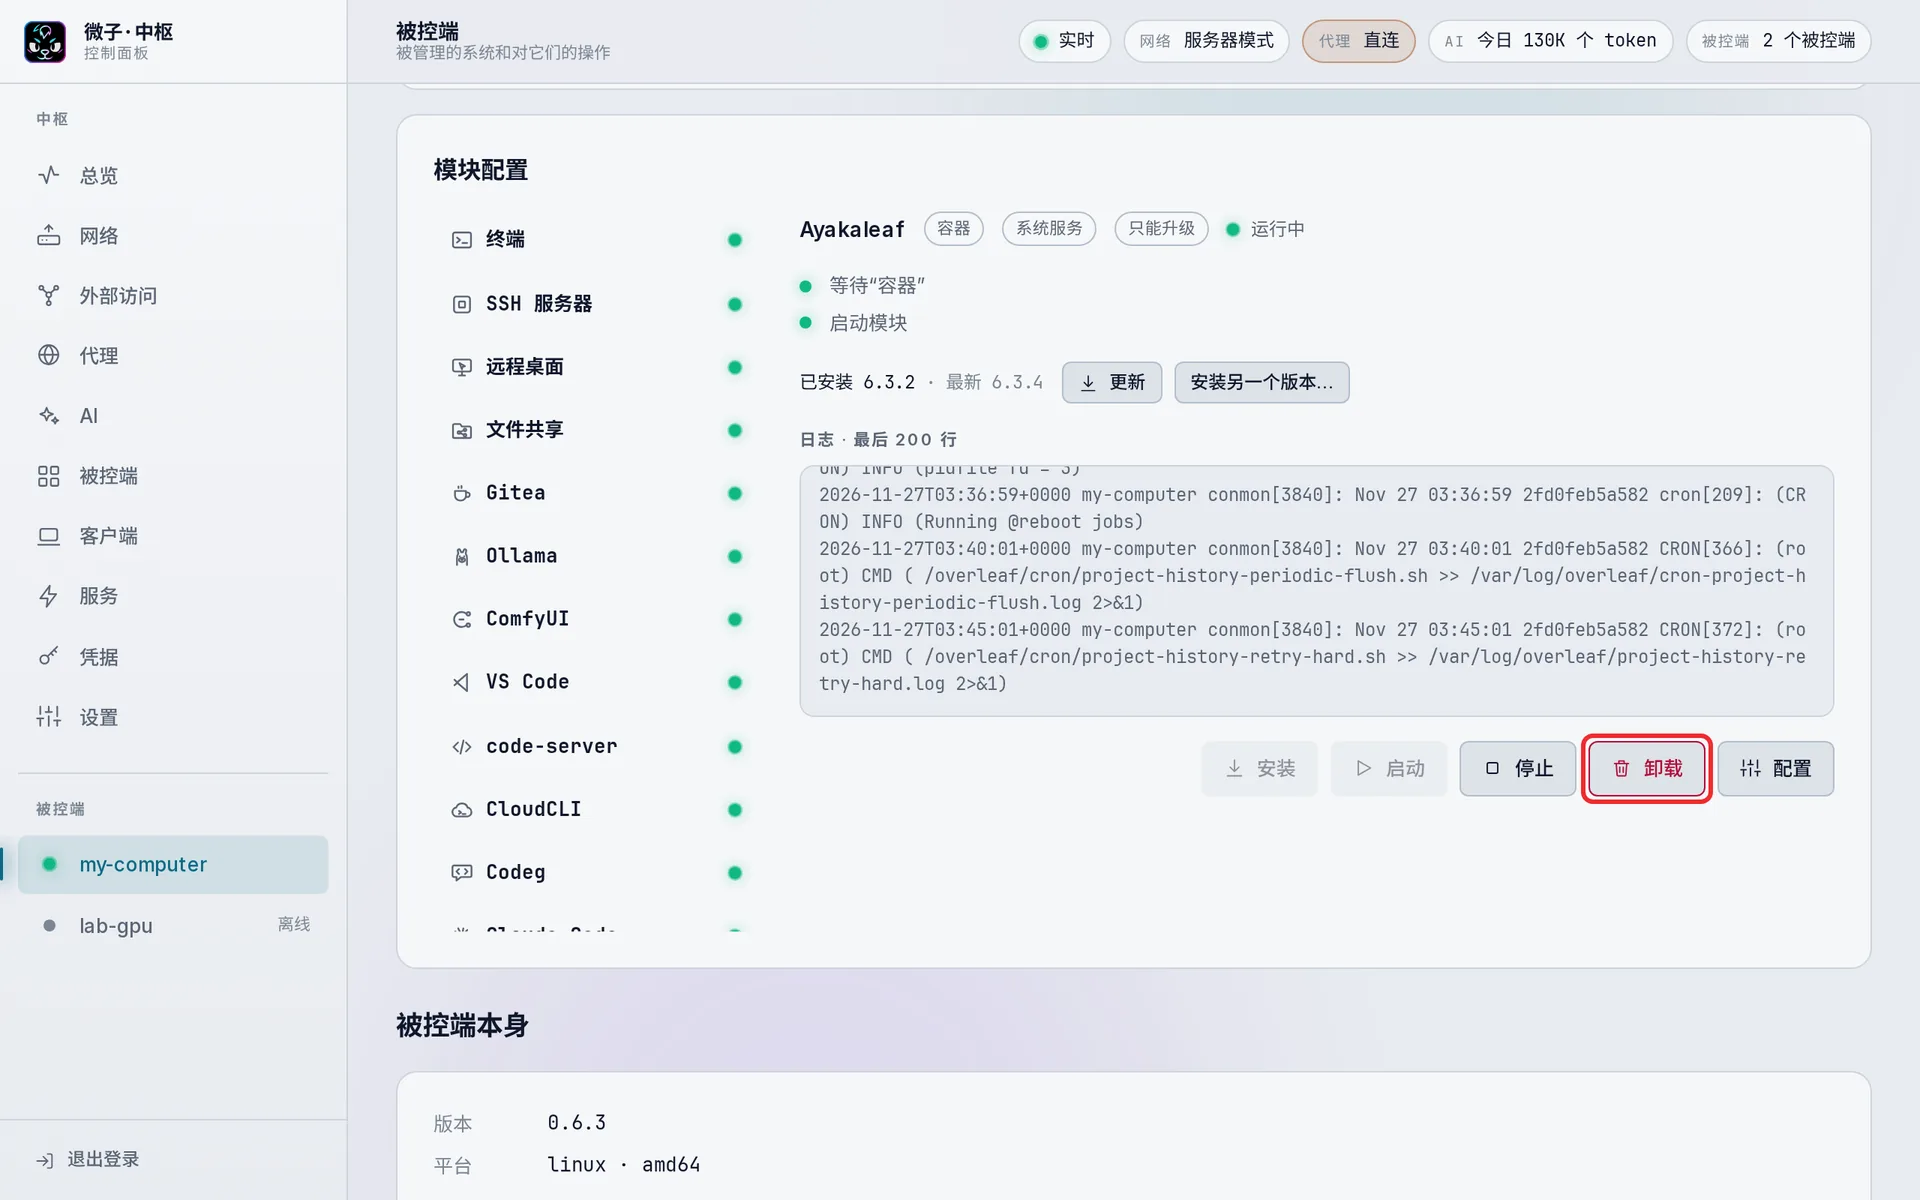 微子·中枢
控制面板
中枢
总览
网络
外部访问
代理
AI
被控端
客户端
服务
凭据
设置
被控端
my-computer
lab-gpu 离线
退出登录
被控端
被管理的系统和对它们的操作
实时
网络 服务器模式
代理 直连
AI 今日 130K 个 token
被控端 2 个被控端
模块配置
终端
SSH 服务器
远程桌面
文件共享
Gitea
Ollama
ComfyUI
VS Code
code-server
CloudCLI
Codeg
Claude Code
Ayakaleaf 容器 系统服务 只能升级 运行中
等待“容器”
启动模块
已安装 6.3.2 · 最新 6.3.4 更新 安装另一个版本…
日志 · 最后 200 行
ON) INFO (pidfile fd = 3)
2026-11-27T03:36:59+0000 my-computer conmon[3840]: Nov 27 03:36:59 2fd0feb5a582 cron[209]: (CR
ON) INFO (Running @reboot jobs)
2026-11-27T03:40:01+0000 my-computer conmon[3840]: Nov 27 03:40:01 2fd0feb5a582 CRON[366]: (ro
ot) CMD ( /overleaf/cron/project-history-periodic-flush.sh >> /var/log/overleaf/cron-project-h
istory-periodic-flush.log 2>&1)
2026-11-27T03:45:01+0000 my-computer conmon[3840]: Nov 27 03:45:01 2fd0feb5a582 CRON[372]: (ro
ot) CMD ( /overleaf/cron/project-history-retry-hard.sh >> /var/log/overleaf/project-history-re
try-hard.log 2>&1)
安装 启动 停止 卸载 配置
被控端本身
版本 0.6.3
平台 linux · amd64